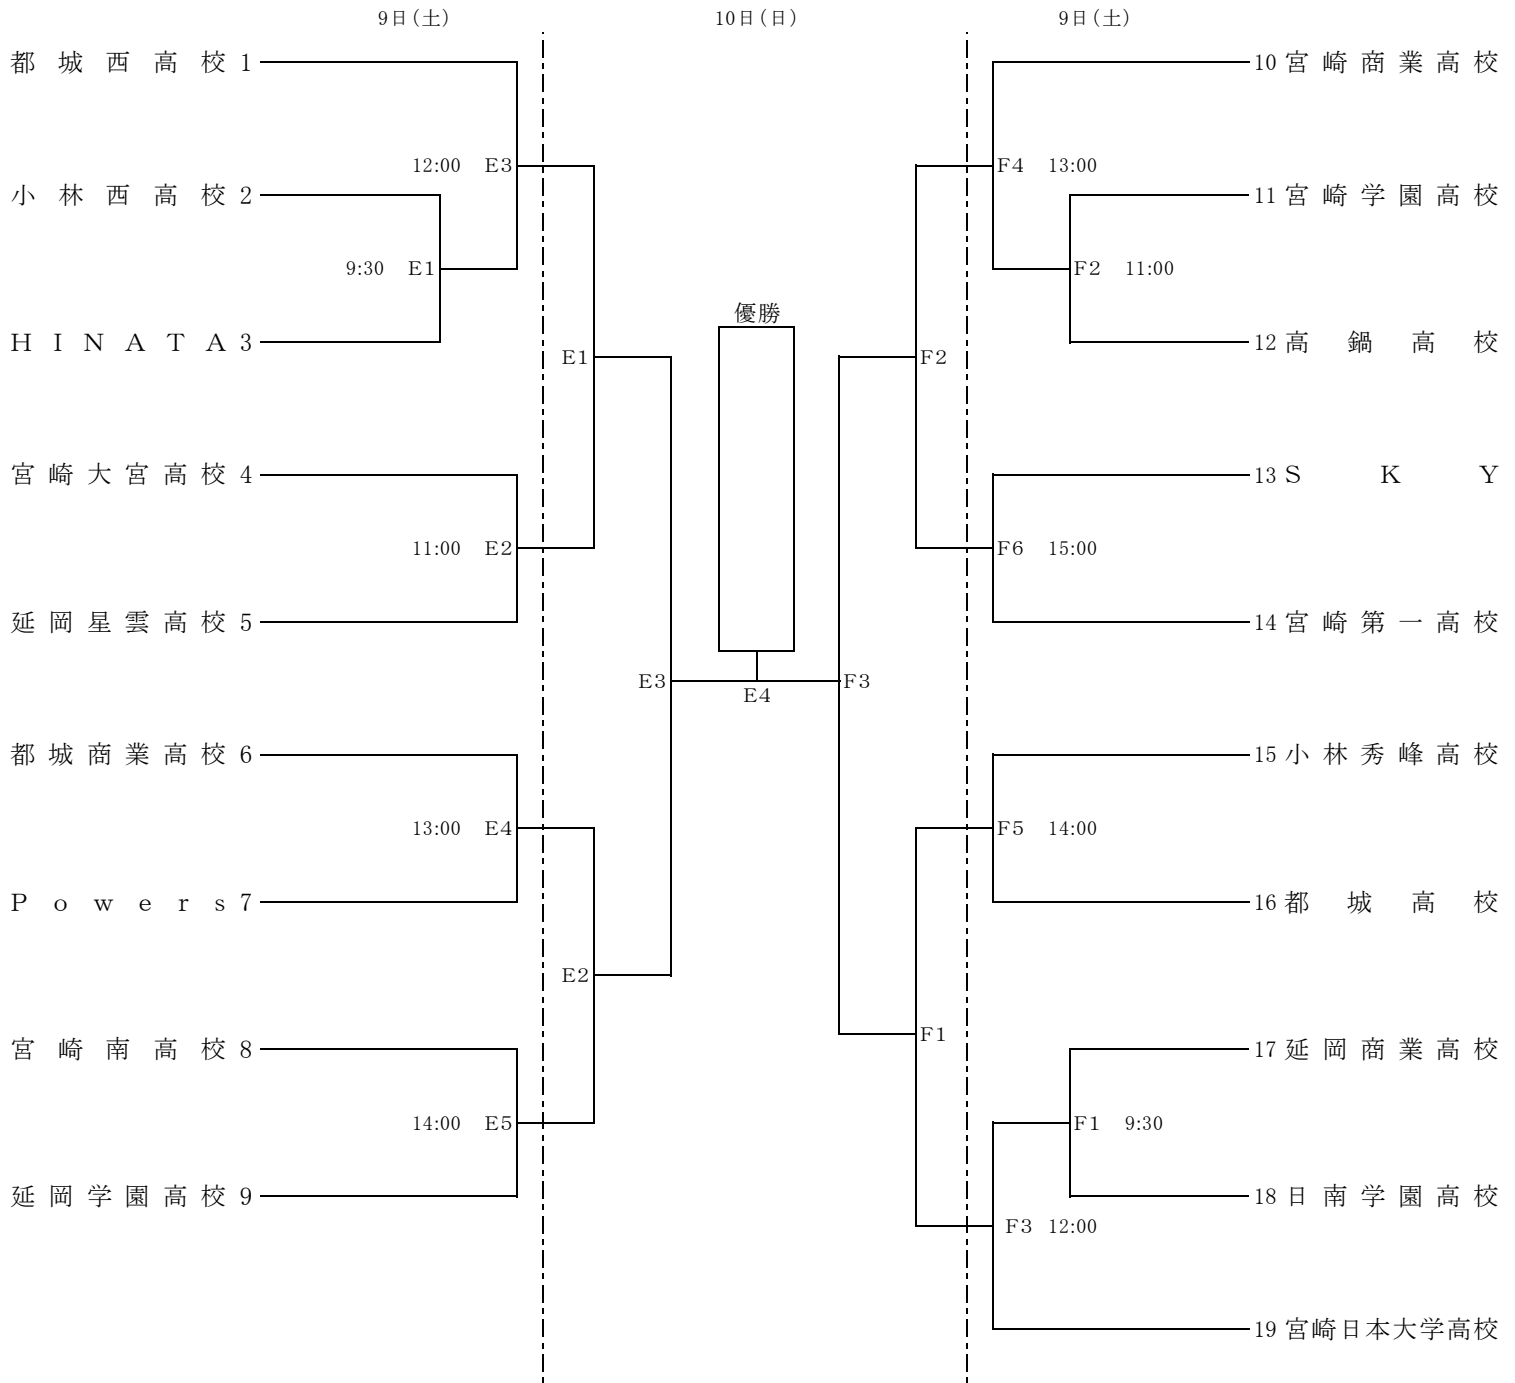 9日(土) 10日(日) 9日(土)
都城西高校 1 10 宮崎商業高校
12:00 E3 F4 13:00
小林西高校 2 11 宮崎学園高校
9:30 E1 F2 11:00
優勝
HINATA 3 12 高鍋高校
E1 F2
宮崎大宮高校 4 13 SKY
11:00 E2 F6 15:00
延岡星雲高校 5 14 宮崎第一高校
E3 F3
E4
都城商業高校 6 15 小林秀峰高校
13:00 E4 F5 14:00
Powers 7 16 都城高校
E2
F1
宮崎南高校 8 17 延岡商業高校
14:00 E5 F1 9:30
延岡学園高校 9 18 日南学園高校
F3 12:00
19 宮崎日本大学高校